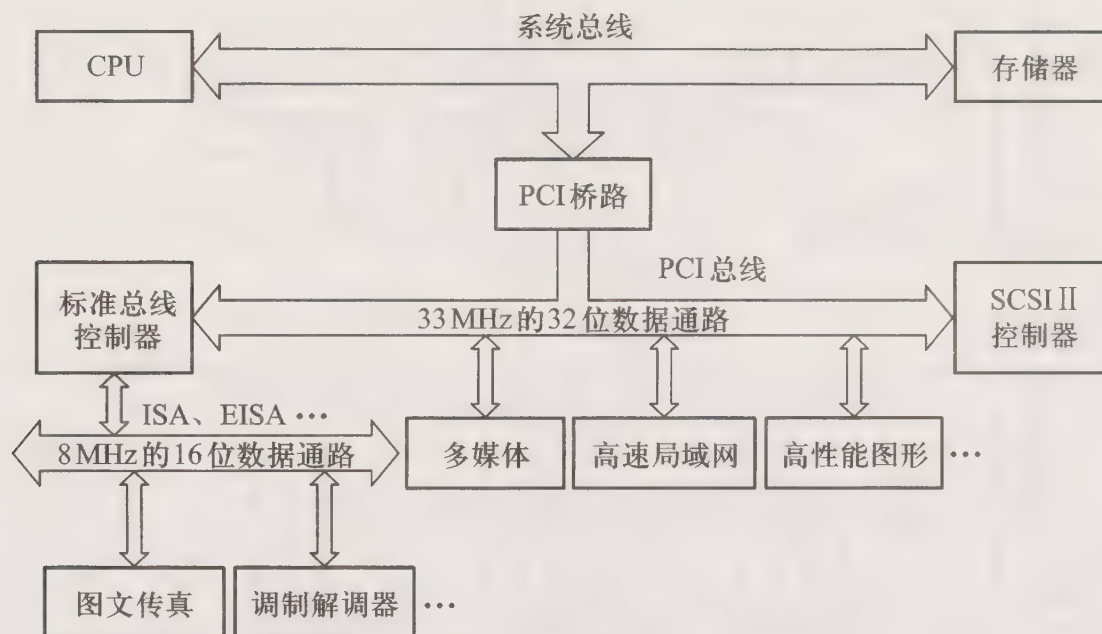 系统总线
CPU
存储器
PCI桥路
PCI总线
标准总线
控制器
33MHz的32位数据通路
SCSIⅡ
控制器
ISA、EISA…
8MHz的16位数据通路
多媒体
高速局域网
高性能图形
…
图文传真
调制解调器
…